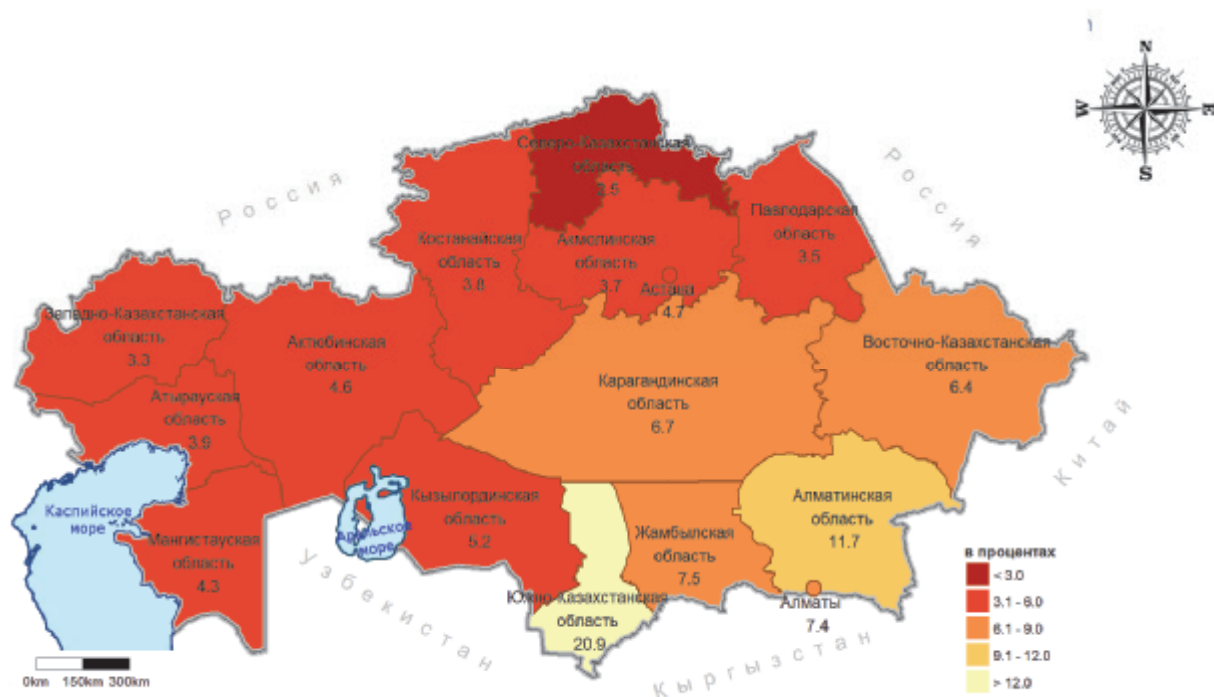 N
W
E
S
Россия
Россия
Северо-Казахстанская
область
2.5
Костанайская
область
3.8
Акмолинская
область
3.7
Астана
4.7
Павлодарская
область
3.5
Западно-Казахстанская
область
3.3
Актюбинская
область
4.6
Атырауская
область
3.9
Карагандинская
область
6.7
Восточно-Казахстанская
область
6.4
Китай
Каспийское
море
Мангистауская
область
4.3
Аральское
море
Кызылординская
область
5.2
Жамбылская
область
7.5
Алматинская
область
11.7
Алматы
7.4
Южно-Казахстанская
область
20.9
Узбекистан
Кыргызстан
в процентах
< 3.0
3.1 - 6.0
6.1 - 9.0
9.1 - 12.0
> 12.0
0km 150km 300km